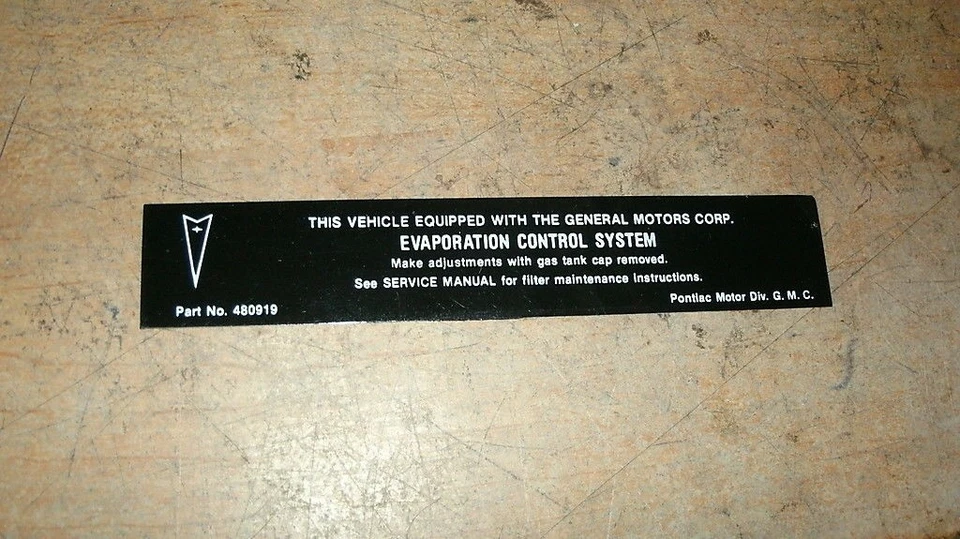 THIS VEHICLE EQUIPPED WITH THE GENERAL MOTORS CORP.
EVAPORATION CONTROL SYSTEM
Make adjustments with gas tank cap removed.
See SERVICE MANUAL for filter maintenance instructions.
Pontiac Motor Div. G. M. C.
Part No. 480919